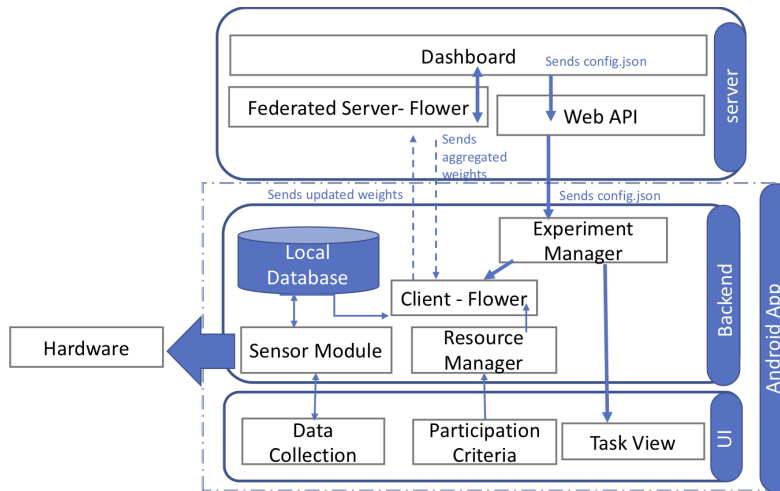 Dashboard
Sends config.json
Federated Server- Flower
Web API
server
Sends
aggregated
weights
Sends updated weights
Sends config.json
Experiment
Manager
Local
Database
Client - Flower
Backend
Hardware
Sensor Module
Resource
Manager
Android App
Data
Collection
Participation
Criteria
Task View
UI